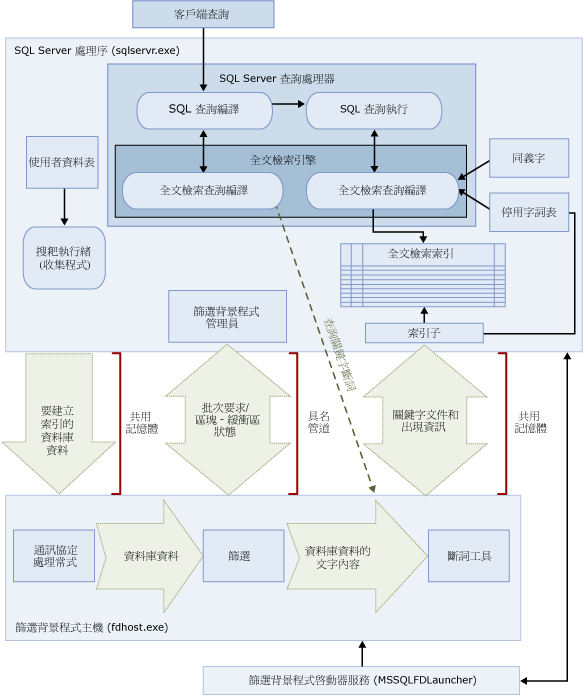 客戶端查詢
SQL Server 處理序 (sqlservr.exe)
SQL Server 查詢處理器
SQL 查詢編譯
SQL 查詢執行
全文檢索引擎
全文檢索查詢編譯
全文檢索查詢編譯
使用者資料表
搜耙執行緒
(收集程式)
同義字
停用字詞表
全文檢索索引
索引子
篩選背景程式
管理員
查詢關鍵字斷詞
要建立
索引的
資料庫
資料
共用
記憶體
批次要求/
區塊 - 緩衝區
狀態
具名
管道
關鍵字文件和
出現資訊
共用
記憶體
通訊協定
處理常式
資料庫資料
篩選
資料庫資料的
文字內容
斷詞工具
篩選背景程式主機 (fdhost.exe)
篩選背景程式啟動器服務 (MSSQLFDLauncher)